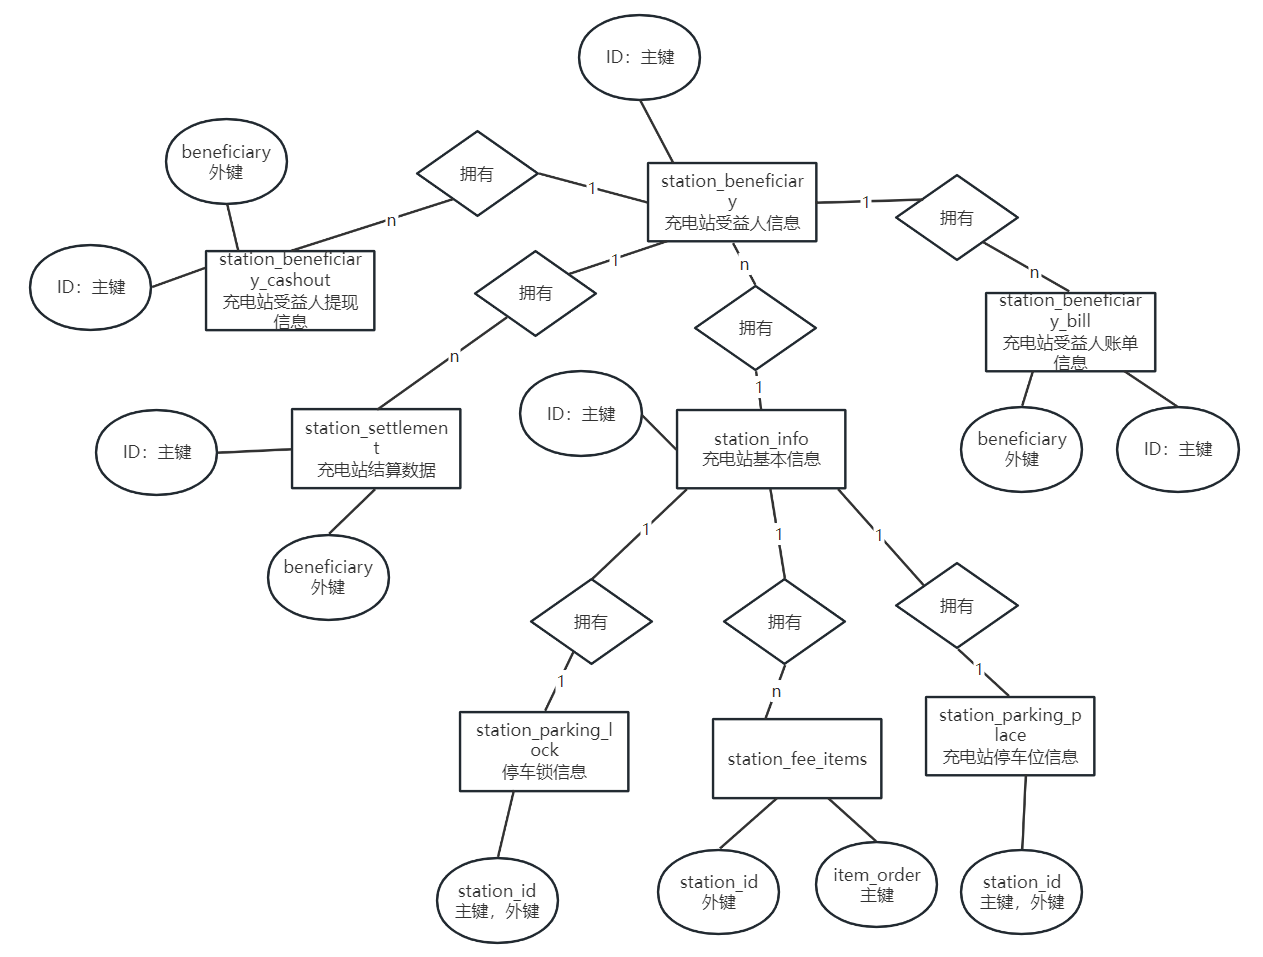 ID：主键
beneficiary
外键
拥有
1
station_beneficiar
y
充电站受益人信息
1
拥有
n
ID：主键
station_beneficiar
y_cashout
充电站受益人提现
信息
1
拥有
n
拥有
n
station_beneficiar
y_bill
充电站受益人账单
信息
n
拥有
1
ID：主键
station_settlemen
t
充电站结算数据
ID：主键
station_info
充电站基本信息
beneficiary
外键
ID：主键
beneficiary
外键
1
1
1
拥有
拥有
拥有
1
n
1
station_parking_l
ock
停车锁信息
station_fee_items
station_parking_p
lace
充电站停车位信息
station_id
主键，外键
station_id
外键
item_order
主键
station_id
主键，外键